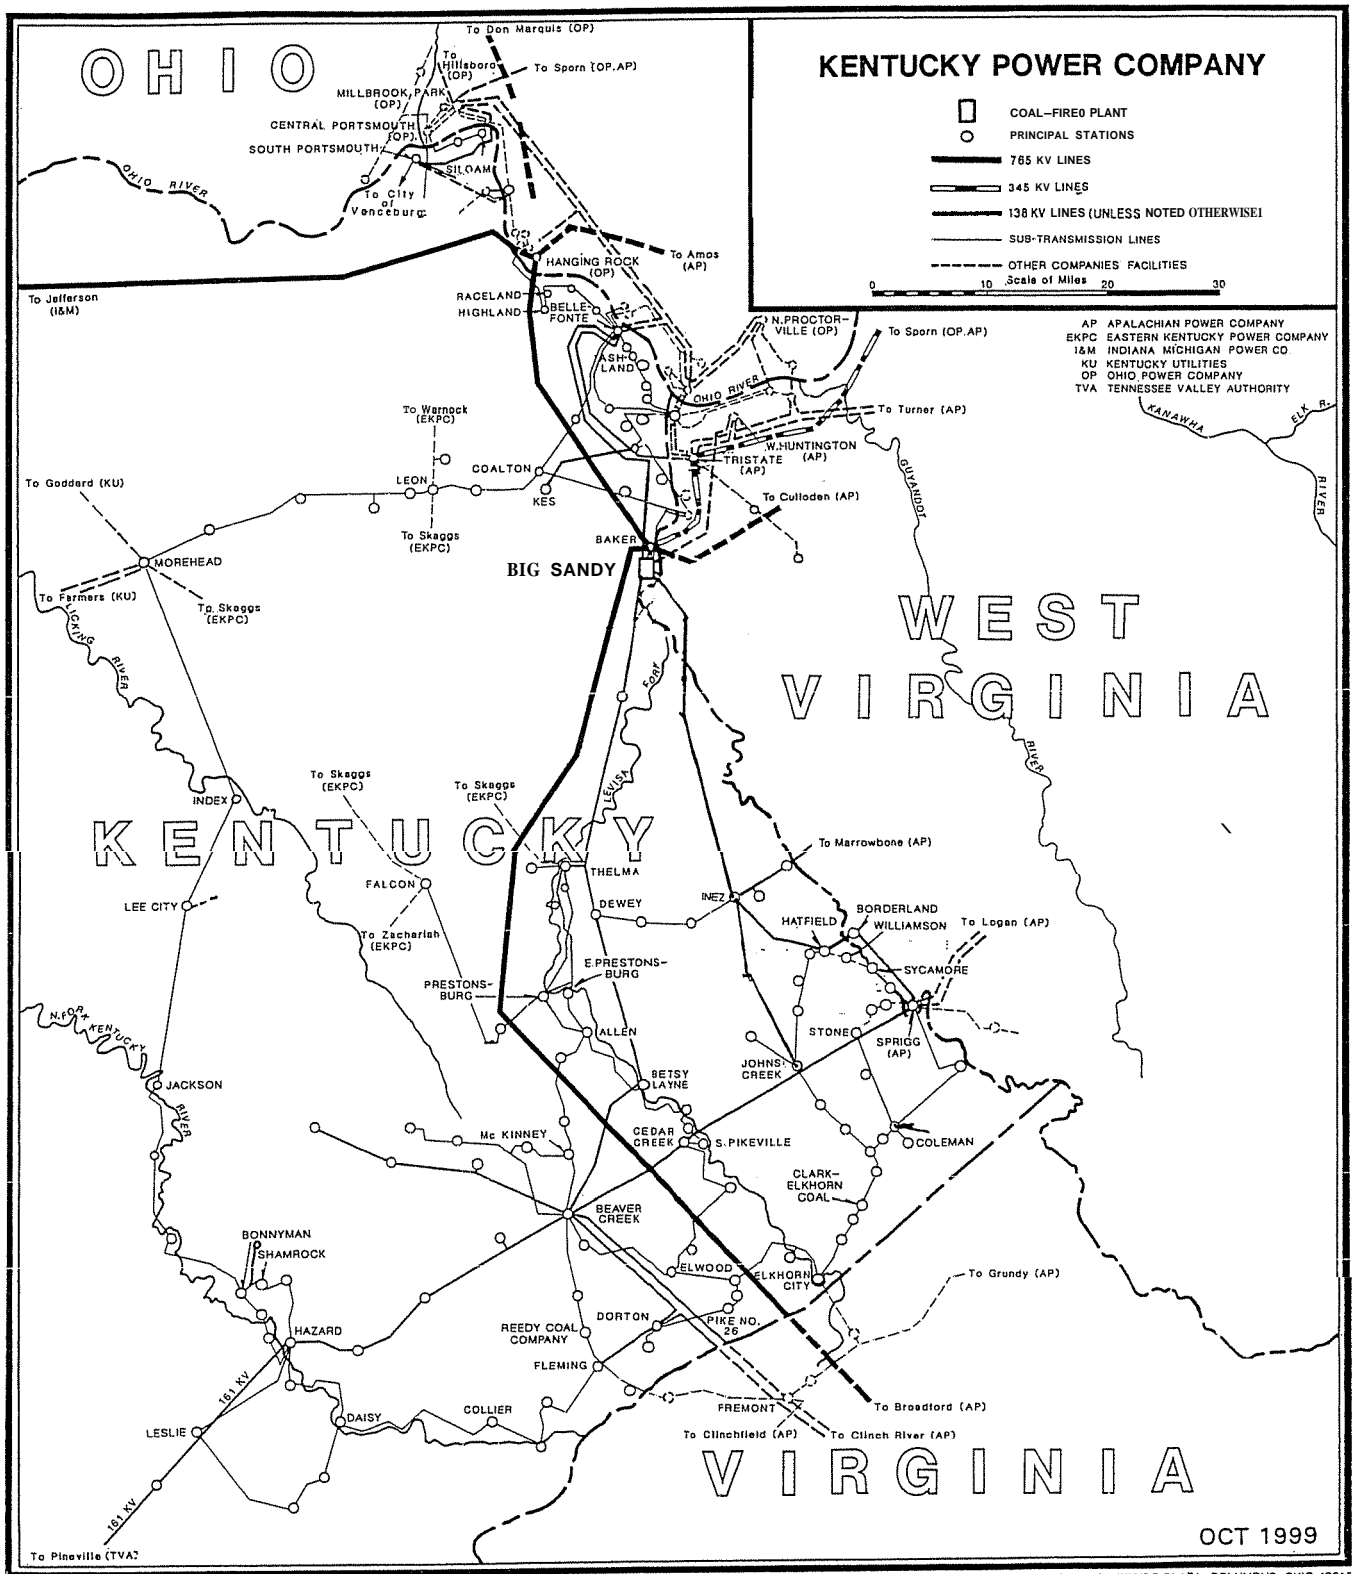 OHIO
To Don Marquis (OP)
To
Hillsboro
(OP)
To Sporn (OP,AP)
MILLBROOK PARK
(OP)
CENTRAL PORTSMOUTH
(OP)
SOUTH PORTSMOUTH
SILOAM
To City
of
Vanceburg
OHIO RIVER
KENTUCKY POWER COMPANY
COAL-FIRE0 PLANT
PRINCIPAL STATIONS
765 KV LINES
345 KV LINES
138 KV LINES (UNLESS NOTED OTHERWISE1
SUB-TRANSMISSION LINES
OTHER COMPANIES' FACILITIES
Scale of Miles
0 10 20 30
AP APALACHIAN POWER COMPANY
EKPC EASTERN KENTUCKY POWER COMPANY
I&M INDIANA MICHIGAN POWER CO.
KU KENTUCKY UTILITIES
OP OHIO POWER COMPANY
TVA TENNESSEE VALLEY AUTHORITY
To Jefferson
(I&M)
HANGING ROCK
(OP)
To Amos
(AP)
RACELAND
HIGHLAND
BELLE-
FONTE
N.PROCTOR-
VILLE (OP)
To Sporn (OP,AP)
ASH-
LAND
OHIO RIVER
To Turner (AP)
KANAWHA
RIVER
ELK R.
To Warnock
(EKPC)
W.HUNTINGTON
(AP)
TRISTATE
(AP)
COALTON
KES
LEON
To Goddard (KU)
To Culloden (AP)
GUYANDOT
RIVER
To Skaggs
(EKPC)
BAKER
BIG SANDY
MOREHEAD
To Farmers (KU)
To Skaggs
(EKPC)
LICKING
RIVER
WEST
VIRGINIA
LEVISA
FORK
To Skaggs
(EKPC)
To Skaggs
(EKPC)
INDEX
KENTUCKY
THELMA
To Marrowbone (AP)
FALCON
LEE CITY
DEWEY
INEZ
HATFIELD
BORDERLAND
WILLIAMSON
To Logan (AP)
To Zachariah
(EKPC)
E.PRESTONS-
BURG
PRESTONS-
BURG
SYCAMORE
N.FORK
KENTUCKY
RIVER
ALLEN
STONE
SPRIGG
(AP)
JOHNS
CREEK
BETSY
LAYNE
JACKSON
Mc KINNEY
CEDAR
CREEK
S.PIKEVILLE
COLEMAN
CLARK-
ELKHORN
COAL
BEAVER
CREEK
BONNYMAN
SHAMROCK
ELWOOD
ELKHORN
CITY
To Grundy (AP)
HAZARD
REEDY COAL
COMPANY
DORTON
PIKE NO.
26
FLEMING
161 KV
FREMONT
To Broadford (AP)
LESLIE
DAISY
COLLIER
To Clinchfield (AP)
To Clinch River (AP)
VIRGINIA
161 KV
To Pineville (TVA)
OCT 1999